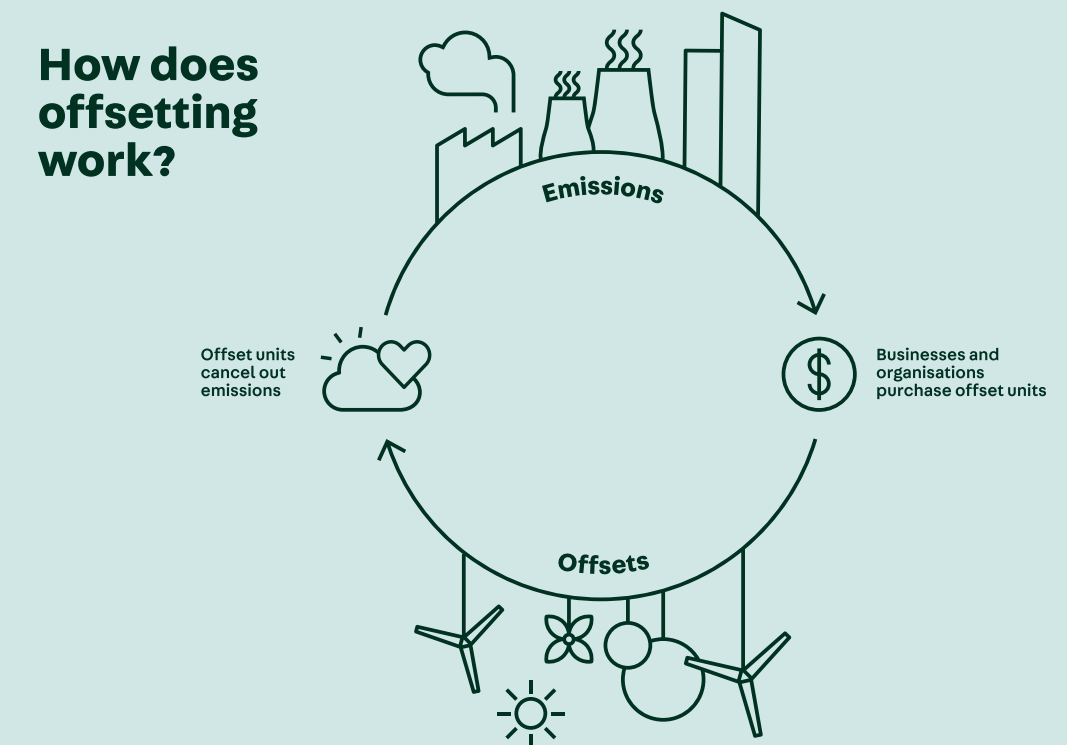 How does
offsetting
work?
Emissions
Offset units
cancel out
emissions
$
Businesses and
organisations
purchase offset units
Offsets